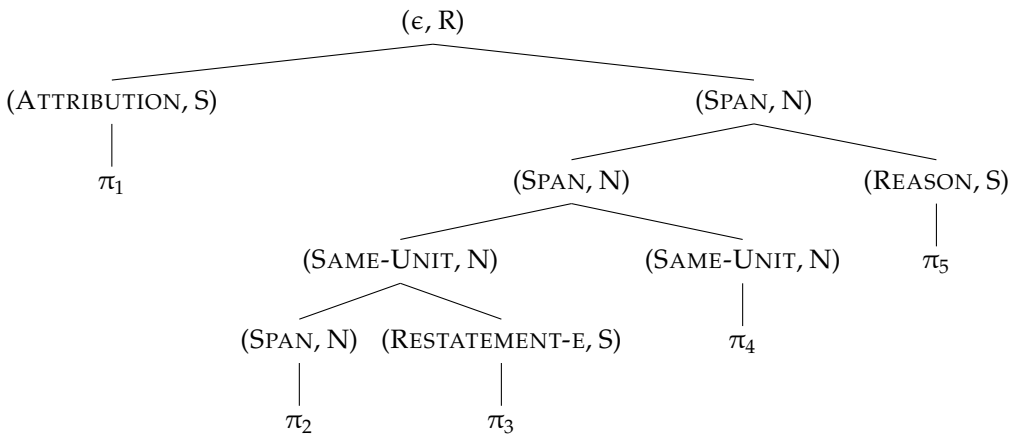 (ϵ, R)
(ATTRIBUTION, S) (SPAN, N)
π₁ (SPAN, N) (REASON, S)
(SAME-UNIT, N) (SAME-UNIT, N) π₅
(SPAN, N) (RESTATEMENT-E, S) π₄
π₂ π₃